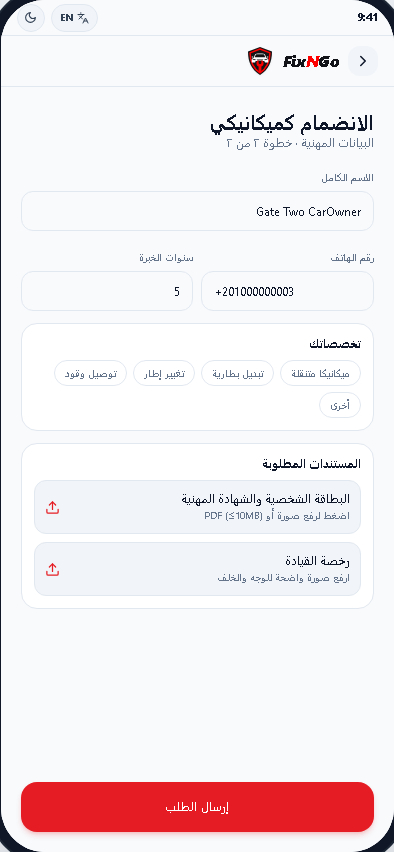 9:41
EN
FixNGo
الانضمام كميكانيكي
البيانات المهنية · خطوة ٢ من ٢
الاسم الكامل
Gate Two CarOwner
رقم الهاتف
سنوات الخبرة
+201000000003
5
تخصصاتك
ميكانيكا متنقلة
تبديل بطارية
تغيير إطار
توصيل وقود
أخرى
المستندات المطلوبة
البطاقة الشخصية والشهادة المهنية
اضغط لرفع صورة أو PDF (≤10MB)
رخصة القيادة
ارفع صورة واضحة للوجه والخلف
إرسال الطلب